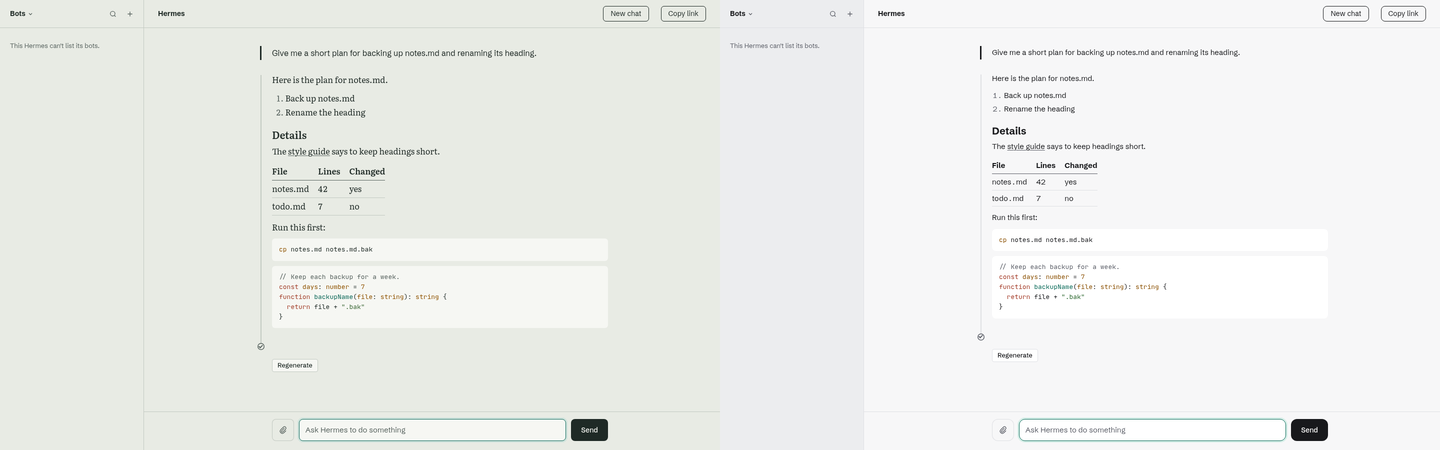 Bots
Hermes
New chat
Copy link
This Hermes can't list its bots.
Give me a short plan for backing up notes.md and renaming its heading.
Here is the plan for notes.md.
1. Back up notes.md
2. Rename the heading
Details
The style guide says to keep headings short.
File Lines Changed
notes.md 42 yes
todo.md 7 no
Run this first:
cp notes.md notes.md.bak
// Keep each backup for a week.
const days: number = 7
function backupName(file: string): string {
return file + ".bak"
}
Regenerate
Ask Hermes to do something
Send
Bots
Hermes
New chat
Copy link
This Hermes can't list its bots.
Give me a short plan for backing up notes.md and renaming its heading.
Here is the plan for notes.md.
1. Back up notes.md
2. Rename the heading
Details
The style guide says to keep headings short.
File Lines Changed
notes.md 42 yes
todo.md 7 no
Run this first:
cp notes.md notes.md.bak
// Keep each backup for a week.
const days: number = 7
function backupName(file: string): string {
return file + ".bak"
}
Regenerate
Ask Hermes to do something
Send